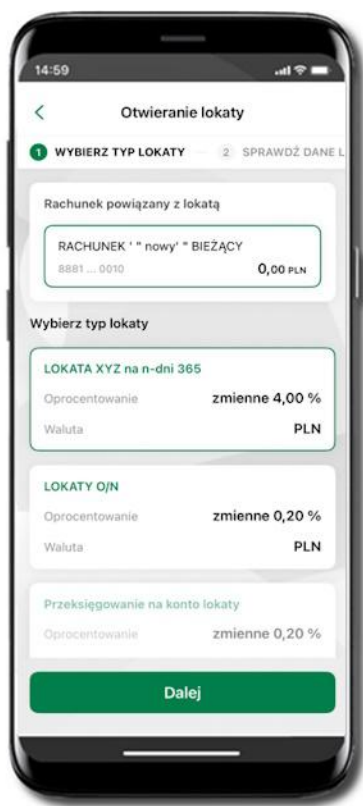 14:59
Otwieranie lokaty
1 WYBIERZ TYP LOKATY 2 SPRAWDŹ DANE L
Rachunek powiązany z lokatą
RACHUNEK ' " nowy' " BIEŻĄCY
8881 ... 0010 0,00 PLN
Wybierz typ lokaty
LOKATA XYZ na n-dni 365
Oprocentowanie zmienne 4,00 %
Waluta PLN
LOKATY O/N
Oprocentowanie zmienne 0,20 %
Waluta PLN
Przeksięgowanie na konto lokaty
Oprocentowanie zmienne 0,20 %
Dalej